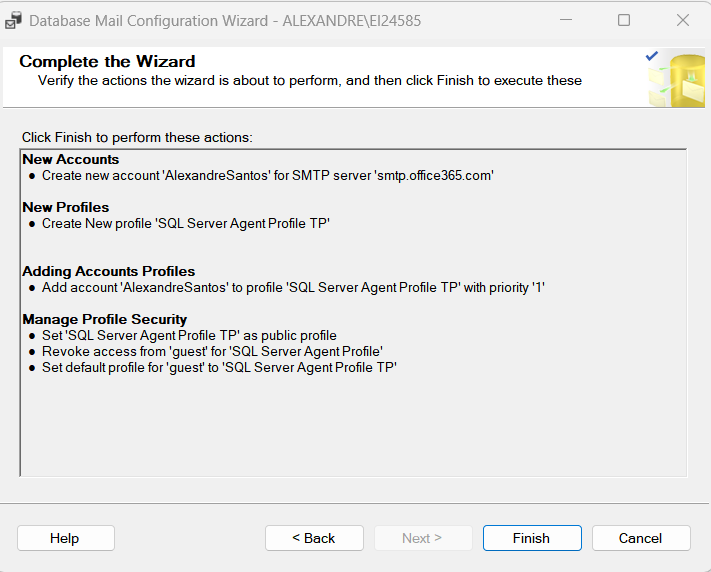 Database Mail Configuration Wizard - ALEXANDRE\EI24585
Complete the Wizard
Verify the actions the wizard is about to perform, and then click Finish to execute these
Click Finish to perform these actions:
New Accounts
● Create new account 'AlexandreSantos' for SMTP server 'smtp.office365.com'
New Profiles
● Create New profile 'SQL Server Agent Profile TP'
Adding Accounts Profiles
● Add account 'AlexandreSantos' to profile 'SQL Server Agent Profile TP' with priority '1'
Manage Profile Security
● Set 'SQL Server Agent Profile TP' as public profile
● Revoke access from 'guest' for 'SQL Server Agent Profile'
● Set default profile for 'guest' to 'SQL Server Agent Profile TP'
Help < Back Next > Finish Cancel